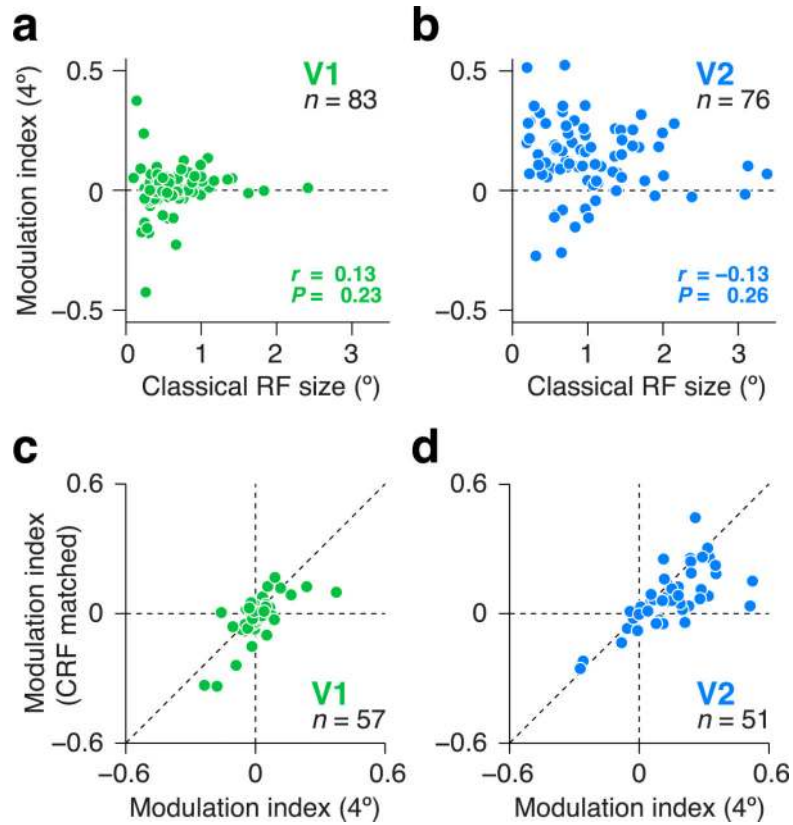 a
V1
n = 83
Modulation index (4º)
0.5
0
−0.5
r = 0.13
P = 0.23
0 1 2 3
Classical RF size (º)
b
V2
n = 76
0.5
0
−0.5
r = −0.13
P = 0.26
0 1 2 3
Classical RF size (º)
c
Modulation index
(CRF matched)
0.6
0
−0.6
V1
n = 57
−0.6 0 0.6
Modulation index (4º)
d
0.6
0
−0.6
V2
n = 51
−0.6 0 0.6
Modulation index (4º)